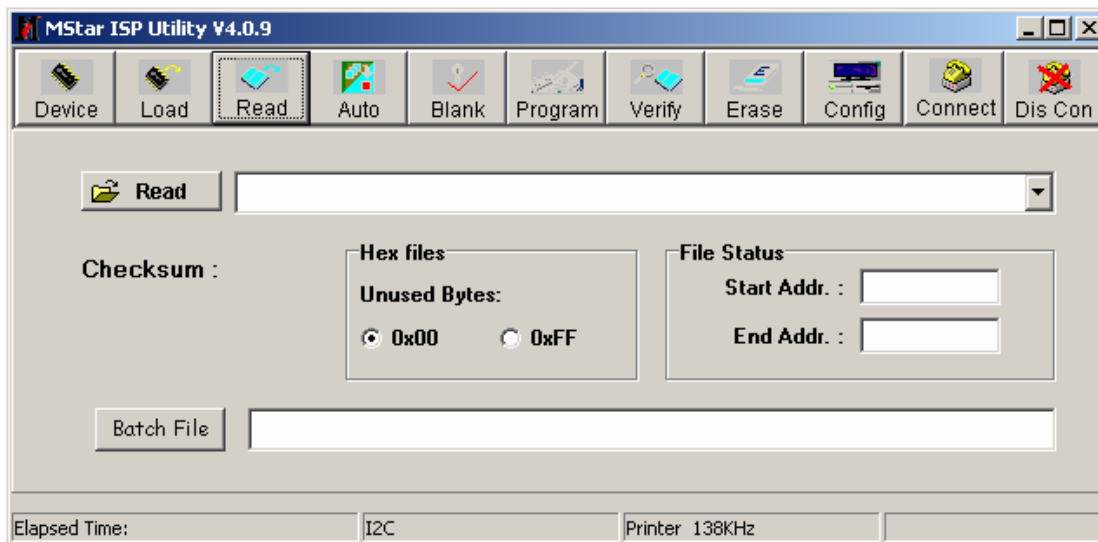 MStar ISP Utility V4.0.9
Device Load Read Auto Blank Program Verify Erase Config Connect Dis Con
Read
Checksum :
Hex files
Unused Bytes:
0x00 0xFF
File Status
Start Addr. :
End Addr. :
Batch File
Elapsed Time: I2C Printer 138KHz